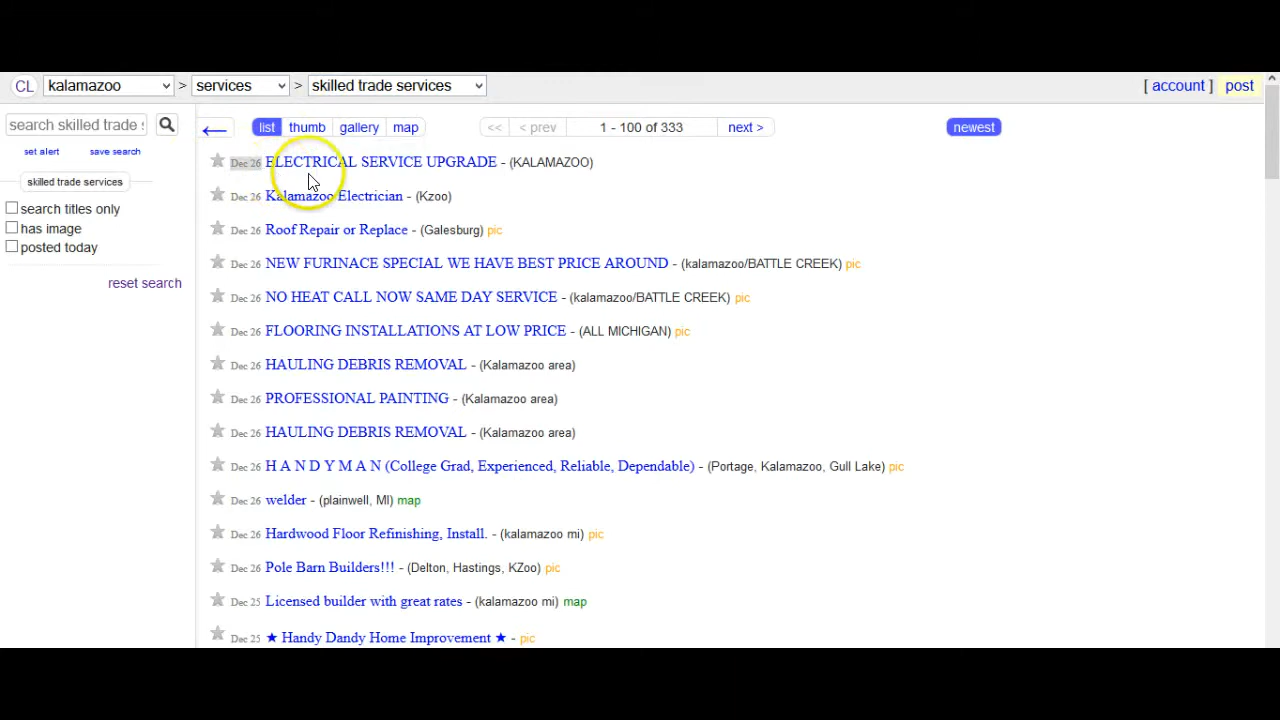 CL kalamazoo > services > skilled trade services [ account ] post
search skilled trade s list thumb gallery map << < prev 1 - 100 of 333 next > newest
set alert save search
skilled trade services
search titles only
has image
posted today
reset search
Dec 26 ELECTRICAL SERVICE UPGRADE - (KALAMAZOO)
Dec 26 Kalamazoo Electrician - (Kzoo)
Dec 26 Roof Repair or Replace - (Galesburg) pic
Dec 26 NEW FURINACE SPECIAL WE HAVE BEST PRICE AROUND - (kalamazoo/BATTLE CREEK) pic
Dec 26 NO HEAT CALL NOW SAME DAY SERVICE - (kalamazoo/BATTLE CREEK) pic
Dec 26 FLOORING INSTALLATIONS AT LOW PRICE - (ALL MICHIGAN) pic
Dec 26 HAULING DEBRIS REMOVAL - (Kalamazoo area)
Dec 26 PROFESSIONAL PAINTING - (Kalamazoo area)
Dec 26 HAULING DEBRIS REMOVAL - (Kalamazoo area)
Dec 26 H A N D Y M A N (College Grad, Experienced, Reliable, Dependable) - (Portage, Kalamazoo, Gull Lake) pic
Dec 26 welder - (plainwell, MI) map
Dec 26 Hardwood Floor Refinishing, Install. - (kalamazoo mi) pic
Dec 26 Pole Barn Builders!!! - (Delton, Hastings, KZoo) pic
Dec 25 Licensed builder with great rates - (kalamazoo mi) map
Dec 25 ★ Handy Dandy Home Improvement ★ - pic